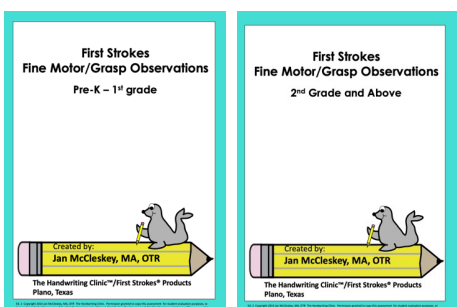 First Strokes
Fine Motor/Grasp Observations
Pre-K – 1st grade
Created by:
Jan McCleskey, MA, OTR
The Handwriting Clinic™/First Strokes® Products
Plano, Texas
First Strokes
Fine Motor/Grasp Observations
2nd Grade and Above
Created by:
Jan McCleskey, MA, OTR
The Handwriting Clinic™/First Strokes® Products
Plano, Texas